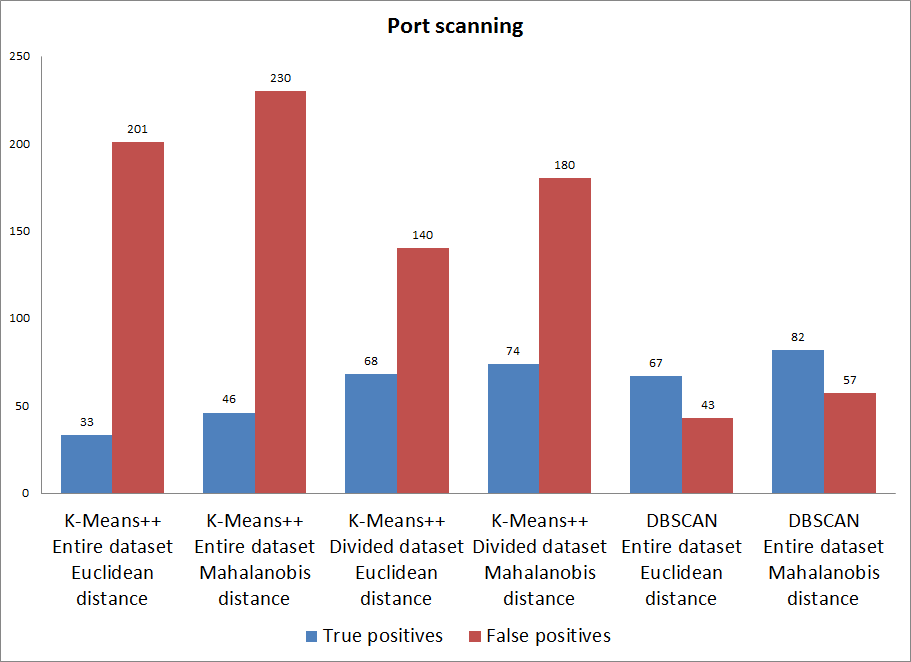 Port scanning
250
200
150
100
50
0
201
230
140
180
33
46
68
74
67
43
82
57
K-Means++
Entire dataset
Euclidean
distance
K-Means++
Entire dataset
Mahalanobis
distance
K-Means++
Divided dataset
Euclidean
distance
K-Means++
Divided dataset
Mahalanobis
distance
DBSCAN
Entire dataset
Euclidean
distance
DBSCAN
Entire dataset
Mahalanobis
distance
True positives
False positives